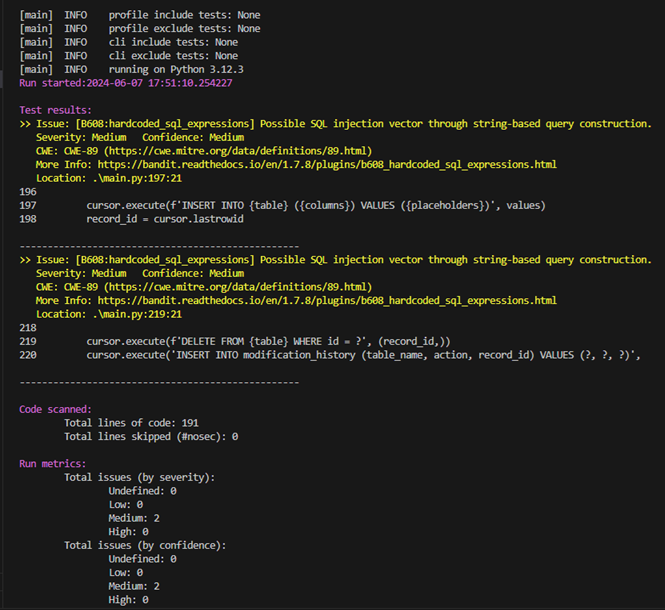 [main]  INFO    profile include tests: None
[main]  INFO    profile exclude tests: None
[main]  INFO    cli include tests: None
[main]  INFO    cli exclude tests: None
[main]  INFO    running on Python 3.12.3
Run started:2024-06-07 17:51:10.254227
Test results:
>> Issue: [B608:hardcoded_sql_expressions] Possible SQL injection vector through string-based query construction.
   Severity: Medium   Confidence: Medium
   CWE: CWE-89 (https://cwe.mitre.org/data/definitions/89.html)
   More Info: https://bandit.readthedocs.io/en/1.7.8/plugins/b608_hardcoded_sql_expressions.html
   Location: .\main.py:197:21
196
197         cursor.execute(f'INSERT INTO {table} ({columns}) VALUES ({placeholders})', values)
198         record_id = cursor.lastrowid
--------------------------------------------------
>> Issue: [B608:hardcoded_sql_expressions] Possible SQL injection vector through string-based query construction.
   Severity: Medium   Confidence: Medium
   CWE: CWE-89 (https://cwe.mitre.org/data/definitions/89.html)
   More Info: https://bandit.readthedocs.io/en/1.7.8/plugins/b608_hardcoded_sql_expressions.html
   Location: .\main.py:219:21
218
219         cursor.execute(f'DELETE FROM {table} WHERE id = ?', (record_id,))
220         cursor.execute('INSERT INTO modification_history (table_name, action, record_id) VALUES (?, ?, ?)',
--------------------------------------------------
Code scanned:
        Total lines of code: 191
        Total lines skipped (#nosec): 0
Run metrics:
        Total issues (by severity):
                Undefined: 0
                Low: 0
                Medium: 2
                High: 0
        Total issues (by confidence):
                Undefined: 0
                Low: 0
                Medium: 2
                High: 0